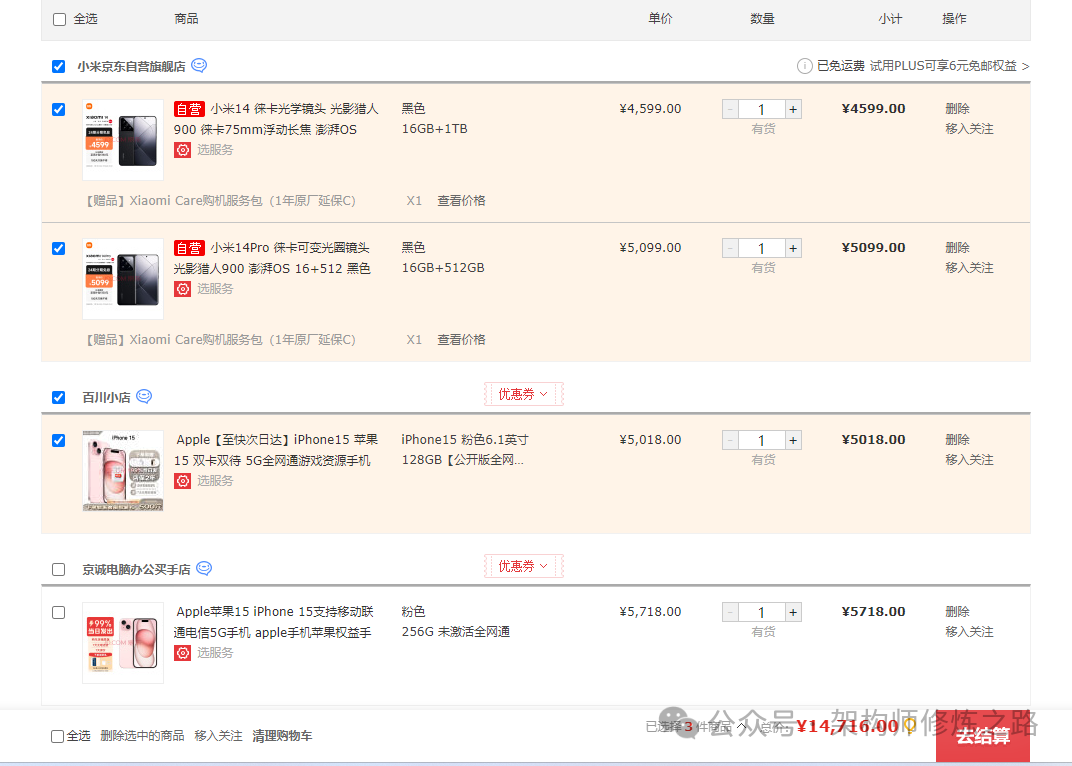 全选 商品 单价 数量 小计 操作
小米京东自营旗舰店 已免运费 试用PLUS可享6元免邮权益 >
自营 小米14 徕卡光学镜头 光影猎人 黑色 ¥4,599.00 - 1 + ¥4599.00 删除
900 徕卡75mm浮动长焦 澎湃OS 16GB+1TB 有货 移入关注
选服务
【赠品】Xiaomi Care购机服务包（1年原厂延保C） X1 查看价格
自营 小米14Pro 徕卡可变光圈镜头 黑色 ¥5,099.00 - 1 + ¥5099.00 删除
光影猎人900 澎湃OS 16+512 黑色 16GB+512GB 有货 移入关注
选服务
【赠品】Xiaomi Care购机服务包（1年原厂延保C） X1 查看价格
百川小店 优惠券
Apple【至快次日达】iPhone15 苹果 iPhone15 粉色6.1英寸 ¥5,018.00 - 1 + ¥5018.00 删除
15 双卡双待 5G全网通游戏资源手机 128GB【公开版全网... 有货 移入关注
选服务
京诚电脑办公买手店 优惠券
Apple苹果15 iPhone 15支持移动联 粉色 ¥5,718.00 - 1 + ¥5718.00 删除
通电信5G手机 apple手机苹果权益手 256G 未激活全网通 有货 移入关注
选服务
全选 删除选中的商品 移入关注 清理购物车 已选择 3 件商品 总价: ¥14,716.00 去结算
公众号 架构师修炼之路